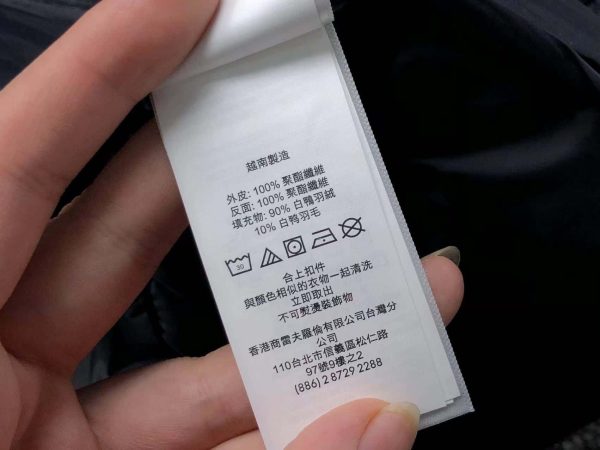 越南製造
外皮: 100% 聚酯纖維
反面: 100% 聚酯纖維
填充物: 90% 白鴨羽絨
10% 白鴨羽毛
30
合上扣件
與顏色相似的衣物一起清洗
立即取出
不可熨燙裝飾物
香港商雷夫羅倫有限公司台灣分
公司
110台北市信義區松仁路
97號9樓之2
(886) 2 8729 2288